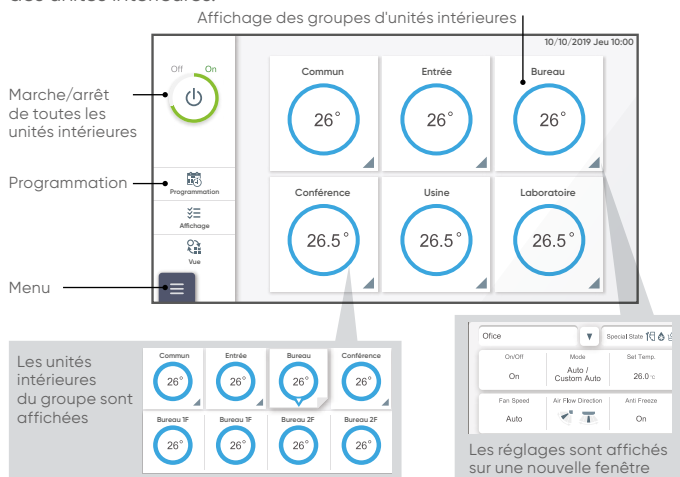 des unités intérieures.
Affichage des groupes d'unités intérieures
10/10/2019 Jeu 10:00
Off On
Marche/arrêt
de toutes les
unités intérieures
Programmation
Menu
Programmation
Affichage
Vue
Commun Entrée Bureau
26° 26° 26°
Conférence Usine Laboratoire
26.5° 26.5° 26.5°
Les unités
intérieures
du groupe sont
affichées
Commun Entrée Bureau Conférence
26° 26° 26° 26°
Bureau 1F Bureau 1F Bureau 2F Bureau 2F
26° 26° 26° 26°
Ofice Special State
On/Off Mode Set Temp.
On Auto / Custom Auto 26.0 °c
Fan Speed Air Flow Direction Anti Freeze
Auto On
Les réglages sont affichés
sur une nouvelle fenêtre